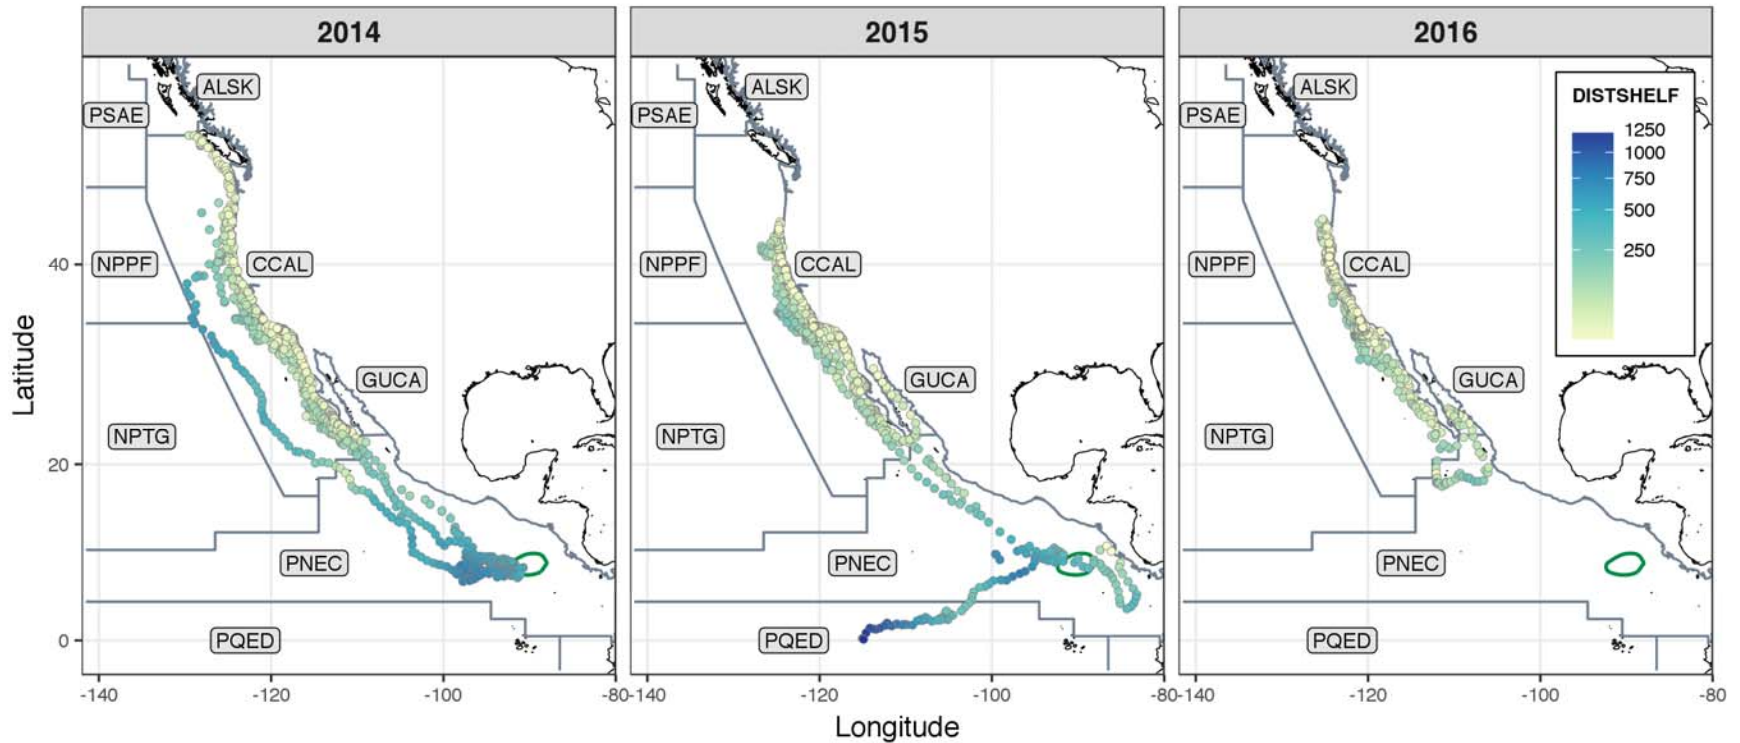 2014
2015
2016
ALSK
PSAE
NPPF
CCAL
GUCA
NPTG
PNEC
PQED
ALSK
PSAE
NPPF
CCAL
GUCA
NPTG
PNEC
PQED
ALSK
PSAE
NPPF
CCAL
GUCA
NPTG
PNEC
PQED
DISTSHELF
1250
1000
750
500
250
40
20
0
Latitude
-140
-120
-100
-80
-140
-120
-100
-80
-140
-120
-100
-80
Longitude